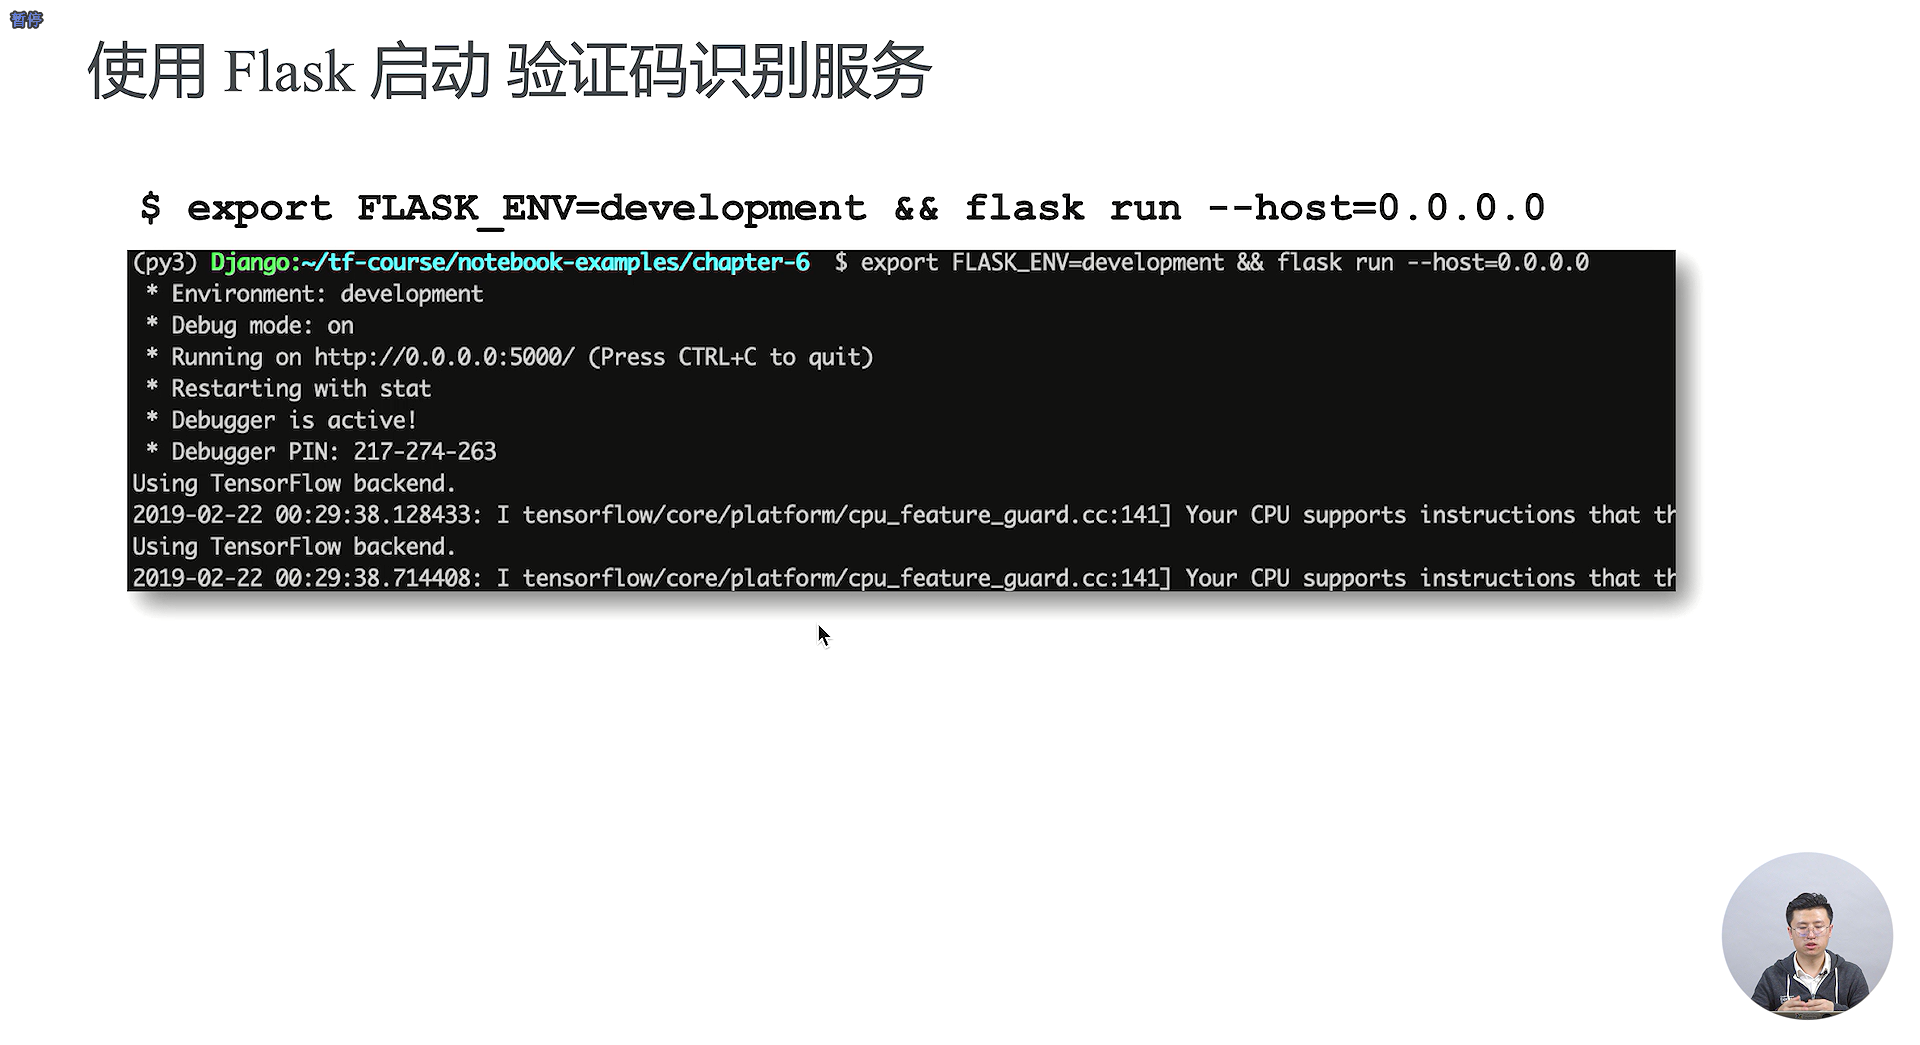 暂停
使用 Flask 启动 验证码识别服务
$ export FLASK_ENV=development && flask run --host=0.0.0.0
(py3) Django:~/tf-course/notebook-examples/chapter-6  $ export FLASK_ENV=development && flask run --host=0.0.0.0
 * Environment: development
 * Debug mode: on
 * Running on http://0.0.0.0:5000/ (Press CTRL+C to quit)
 * Restarting with stat
 * Debugger is active!
 * Debugger PIN: 217-274-263
Using TensorFlow backend.
2019-02-22 00:29:38.128433: I tensorflow/core/platform/cpu_feature_guard.cc:141] Your CPU supports instructions that th
Using TensorFlow backend.
2019-02-22 00:29:38.714408: I tensorflow/core/platform/cpu_feature_guard.cc:141] Your CPU supports instructions that th